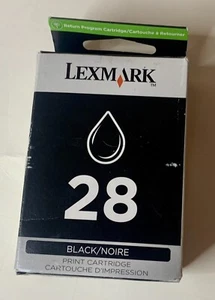 Return Program Cartridge/Cartouche à Retourner
LEXMARK
28
BLACK/NOIRE
PRINT CARTRIDGE
CARTOUCHE D'IMPRESSION